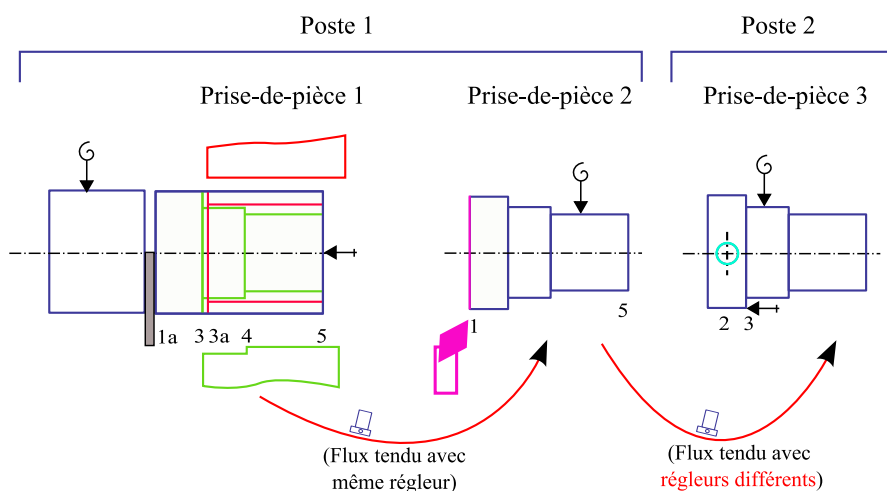 Poste 1
Poste 2
Prise-de-pièce 1
Prise-de-pièce 2
Prise-de-pièce 3
1a
3
3a
4
5
1
5
2
3
(Flux tendu avec
même régleur)
(Flux tendu avec
régleurs différents)